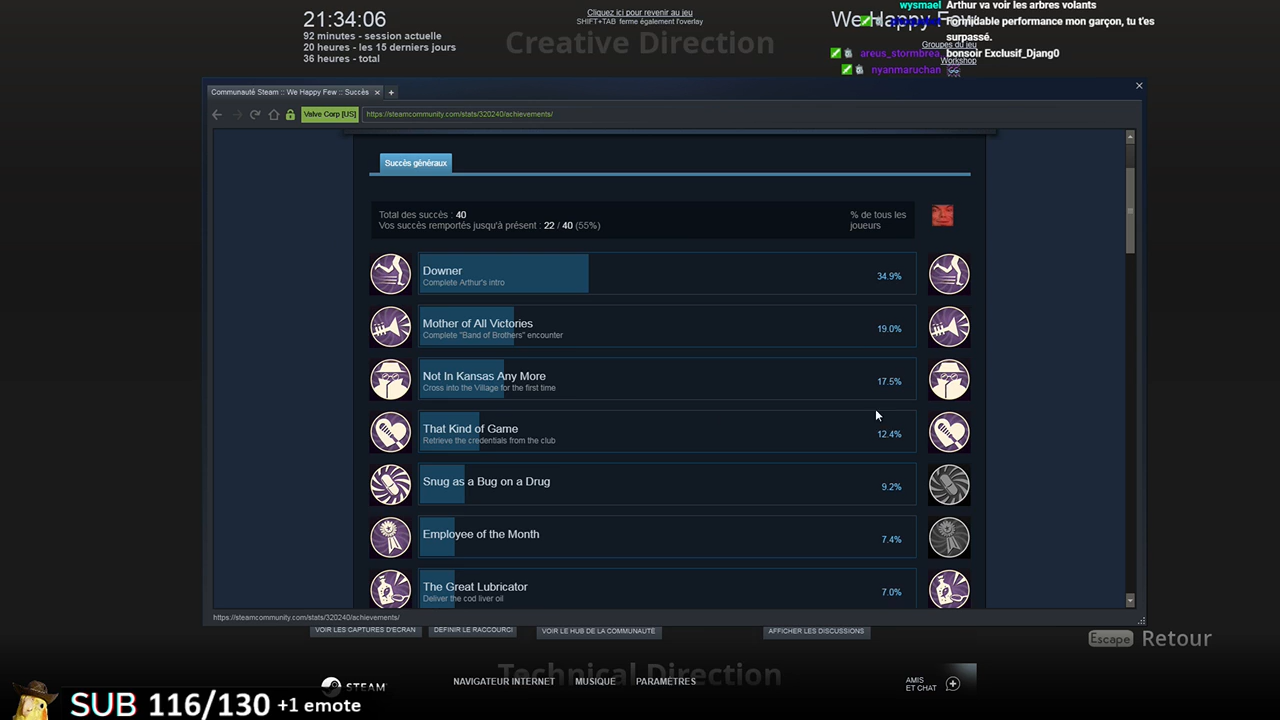 21:34:06
92 minutes - session actuelle
20 heures - les 15 derniers jours
36 heures - total
Cliquez ici pour revenir au jeu
SHIFT+TAB ferme également l'overlay
Creative Direction
We Happy Few
Groupes du jeu
Workshop
wysmael Arthur va voir les arbres volants
Formidable performance mon garçon, tu t'es
surpassé.
areus_stormbrea bonsoir Exclusif_Djang0
nyanmaruchan
Communauté Steam :: We Happy Few :: Succès × +
Valve Corp [US] https://steamcommunity.com/stats/320240/achievements/
Succès généraux
Total des succès : 40
Vos succès remportés jusqu'à présent : 22 / 40 (55%)
% de tous les
joueurs
Downer
Complete Arthur's intro
34.9%
Mother of All Victories
Complete "Band of Brothers" encounter
19.0%
Not In Kansas Any More
Cross into the Village for the first time
17.5%
That Kind of Game
Retrieve the credentials from the club
12.4%
Snug as a Bug on a Drug
9.2%
Employee of the Month
7.4%
The Great Lubricator
Deliver the cod liver oil
7.0%
https://steamcommunity.com/stats/320240/achievements/
VOIR LES CAPTURES D'ÉCRAN
DÉFINIR LE RACCOURCI
VOIR LE HUB DE LA COMMUNAUTÉ
AFFICHER LES DISCUSSIONS
Escape Retour
Technical Direction
STEAM
NAVIGATEUR INTERNET
MUSIQUE
PARAMÈTRES
AMIS
ET CHAT
SUB 116/130 +1 emote